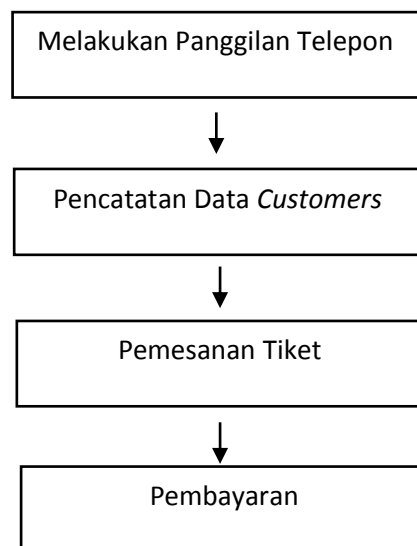 Melakukan Panggilan Telepon
Pencatatan Data Customers
Pemesanan Tiket
Pembayaran